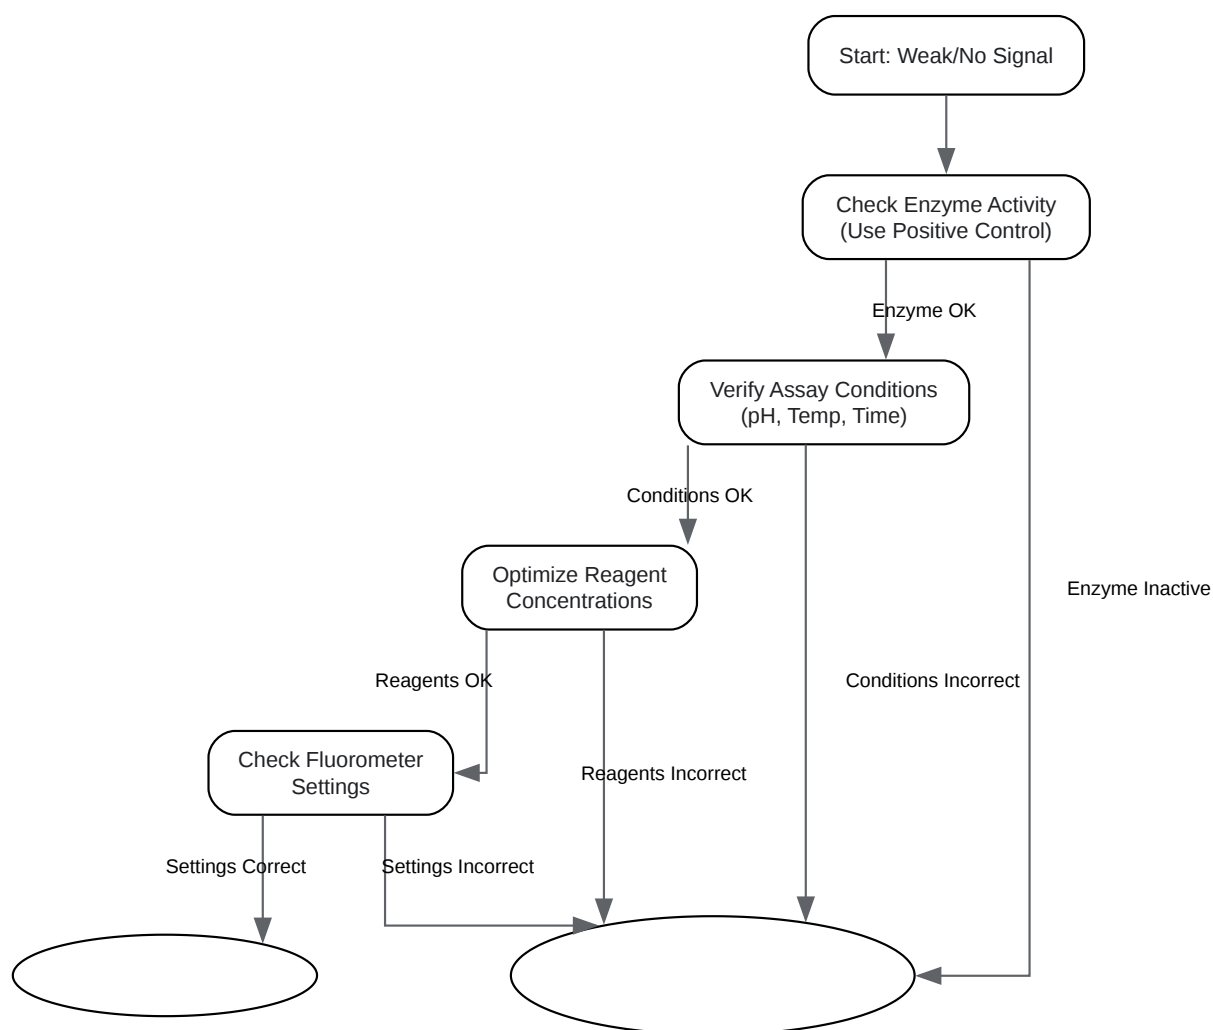 Start: Weak/No Signal
Check Enzyme Activity
(Use Positive Control)
Enzyme OK
Verify Assay Conditions
(pH, Temp, Time)
Conditions OK
Optimize Reagent
Concentrations
Enzyme Inactive
Reagents OK
Conditions Incorrect
Check Fluorometer
Settings
Reagents Incorrect
Settings Correct
Settings Incorrect